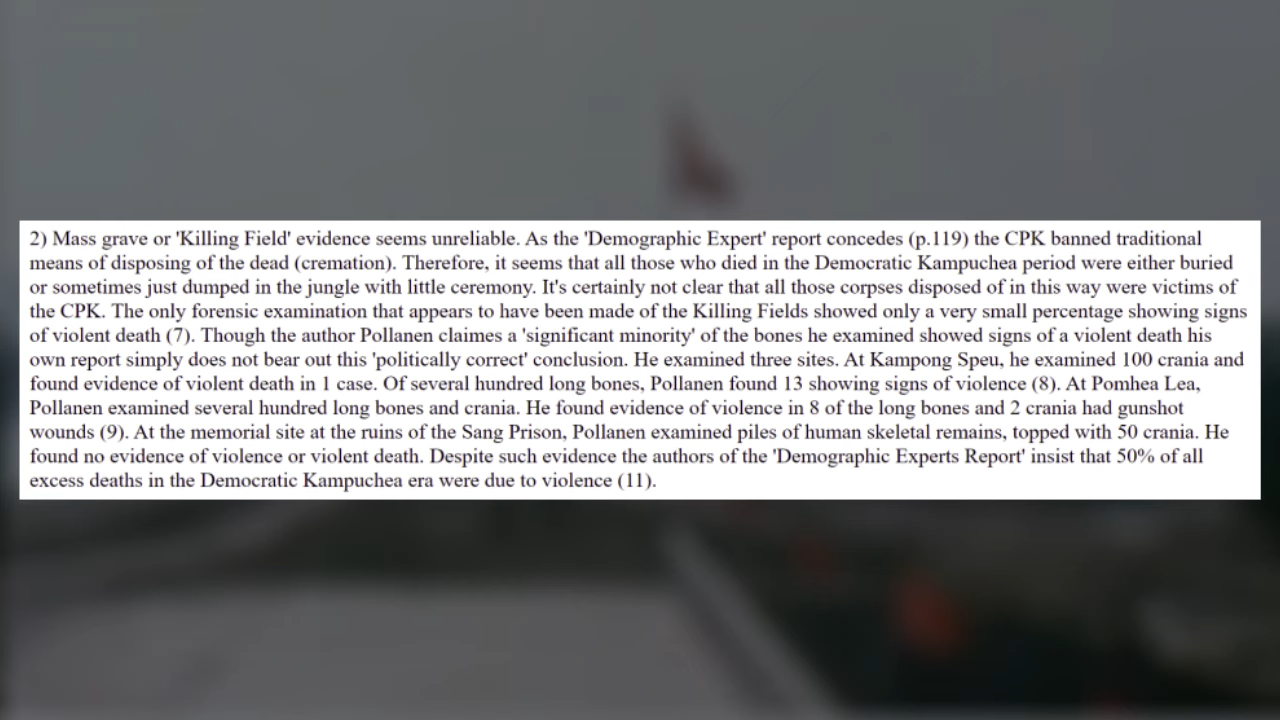 2) Mass grave or 'Killing Field' evidence seems unreliable. As the 'Demographic Expert' report concedes (p.119) the CPK banned traditional
means of disposing of the dead (cremation). Therefore, it seems that all those who died in the Democratic Kampuchea period were either buried
or sometimes just dumped in the jungle with little ceremony. It's certainly not clear that all those corpses disposed of in this way were victims of
the CPK. The only forensic examination that appears to have been made of the Killing Fields showed only a very small percentage showing signs
of violent death (7). Though the author Pollanen claims a 'significant minority' of the bones he examined showed signs of a violent death his
own report simply does not bear out this 'politically correct' conclusion. He examined three sites. At Kampong Speu, he examined 100 crania and
found evidence of violent death in 1 case. Of several hundred long bones, Pollanen found 13 showing signs of violence (8). At Pomhea Lea,
Pollanen examined several hundred long bones and crania. He found evidence of violence in 8 of the long bones and 2 crania had gunshot
wounds (9). At the memorial site at the ruins of the Sang Prison, Pollanen examined piles of human skeletal remains, topped with 50 crania. He
found no evidence of violence or violent death. Despite such evidence the authors of the 'Demographic Experts Report' insist that 50% of all
excess deaths in the Democratic Kampuchea era were due to violence (11).